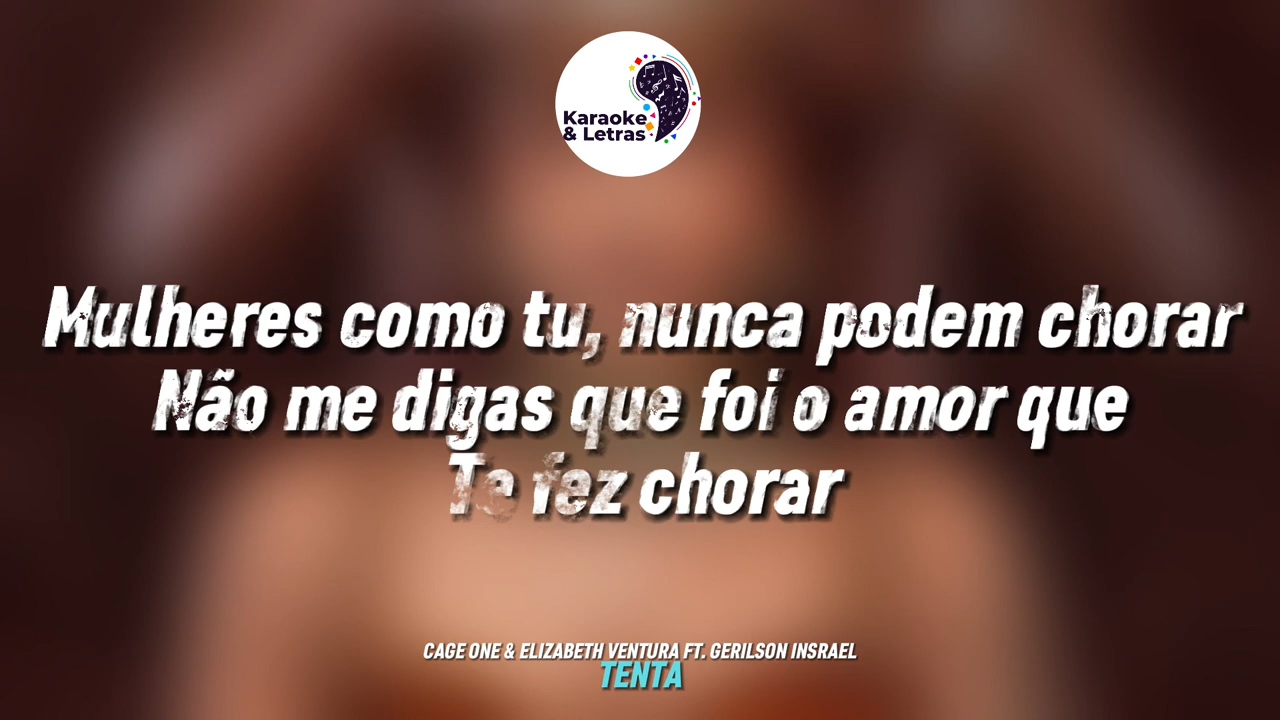 Karaoke
& Letras
Mulheres como tu, nunca podem chorar
Não me digas que foi o amor que
Te fez chorar
CAGE ONE & ELIZABETH VENTURA FT. GERILSON INSRAEL
TENTA